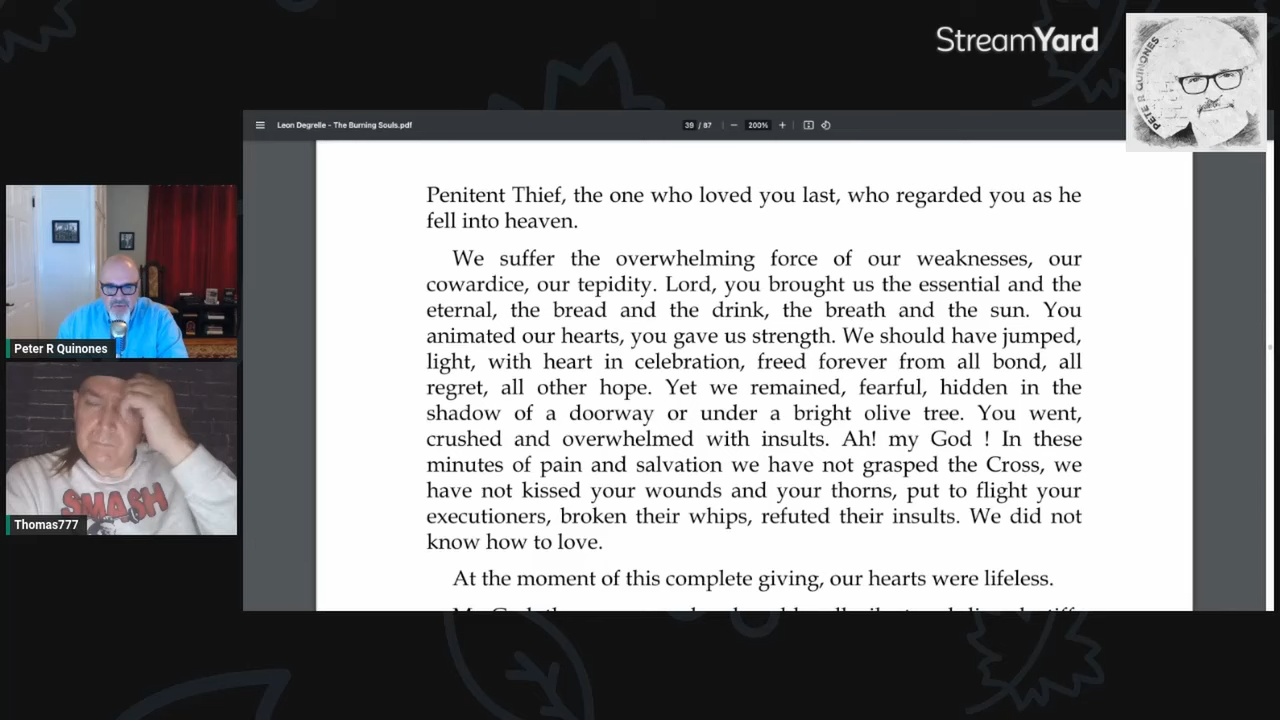 StreamYard
PETE R QUINONES
Leon Degrelle - The Burning Souls.pdf
39 / 87
200%
Penitent Thief, the one who loved you last, who regarded you as he
fell into heaven.
We suffer the overwhelming force of our weaknesses, our
cowardice, our tepidity. Lord, you brought us the essential and the
eternal, the bread and the drink, the breath and the sun. You
animated our hearts, you gave us strength. We should have jumped,
light, with heart in celebration, freed forever from all bond, all
regret, all other hope. Yet we remained, fearful, hidden in the
shadow of a doorway or under a bright olive tree. You went,
crushed and overwhelmed with insults. Ah! my God ! In these
minutes of pain and salvation we have not grasped the Cross, we
have not kissed your wounds and your thorns, put to flight your
executioners, broken their whips, refuted their insults. We did not
know how to love.
At the moment of this complete giving, our hearts were lifeless.
Peter R Quinones
SMASH
Thomas777